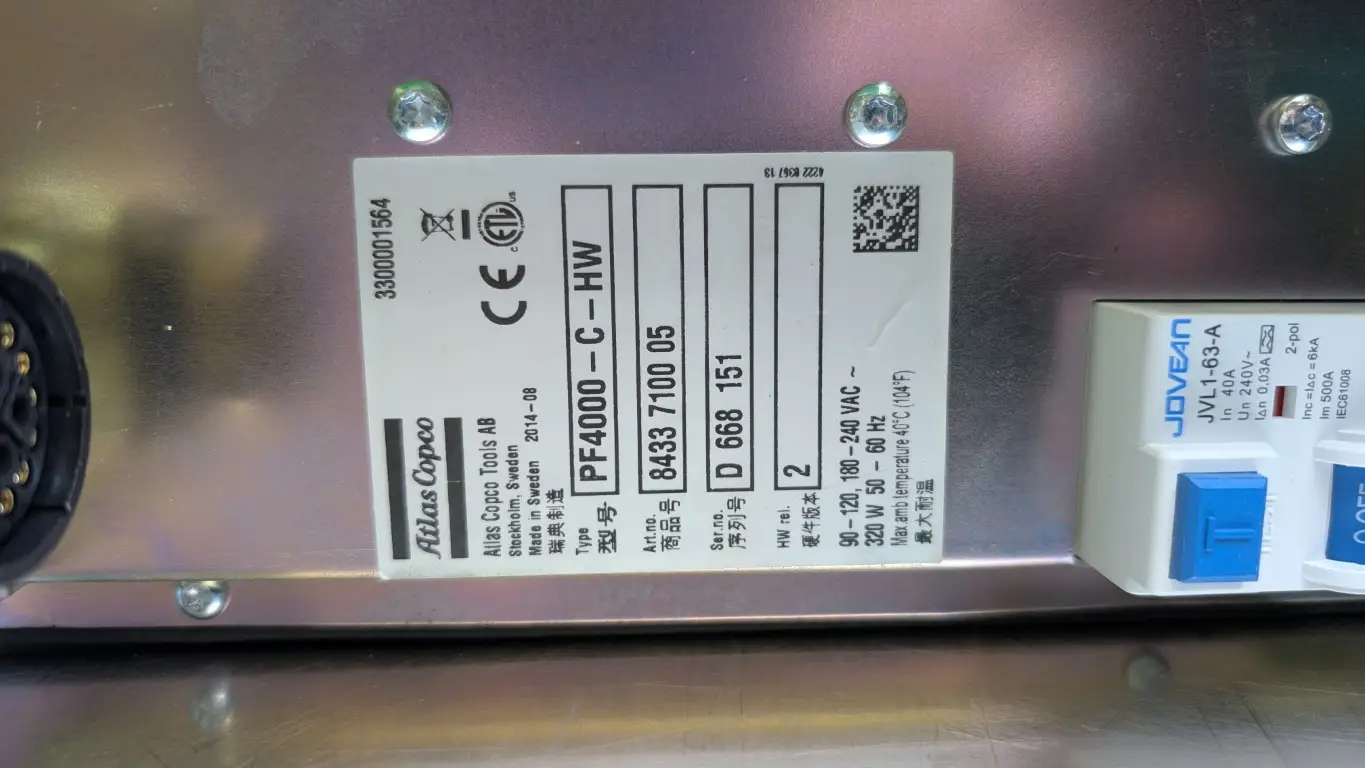 3300001564
Atlas Copco
Atlas Copco Tools AB
Stockholm, Sweden
Made in Sweden 2014-08
瑞典制造
CE
ETL
C US
Type
型号
PF4000-C-HW
Art.no.
商品号
8433 7100 05
Ser.no.
序列号
D 668 151
HW rel.
硬件版本
2
4222 0367 13
90-120, 180-240 VAC ~
320 W 50-60 Hz
Max.amb temperature 40°C (104°F)
最大耐温
JOVEAN
JVL1-63-A
In 40A
Un 240V~
I∆n 0.03A
2-pol
Inc=I∆c=6kA
Im 500A
IEC61008
T